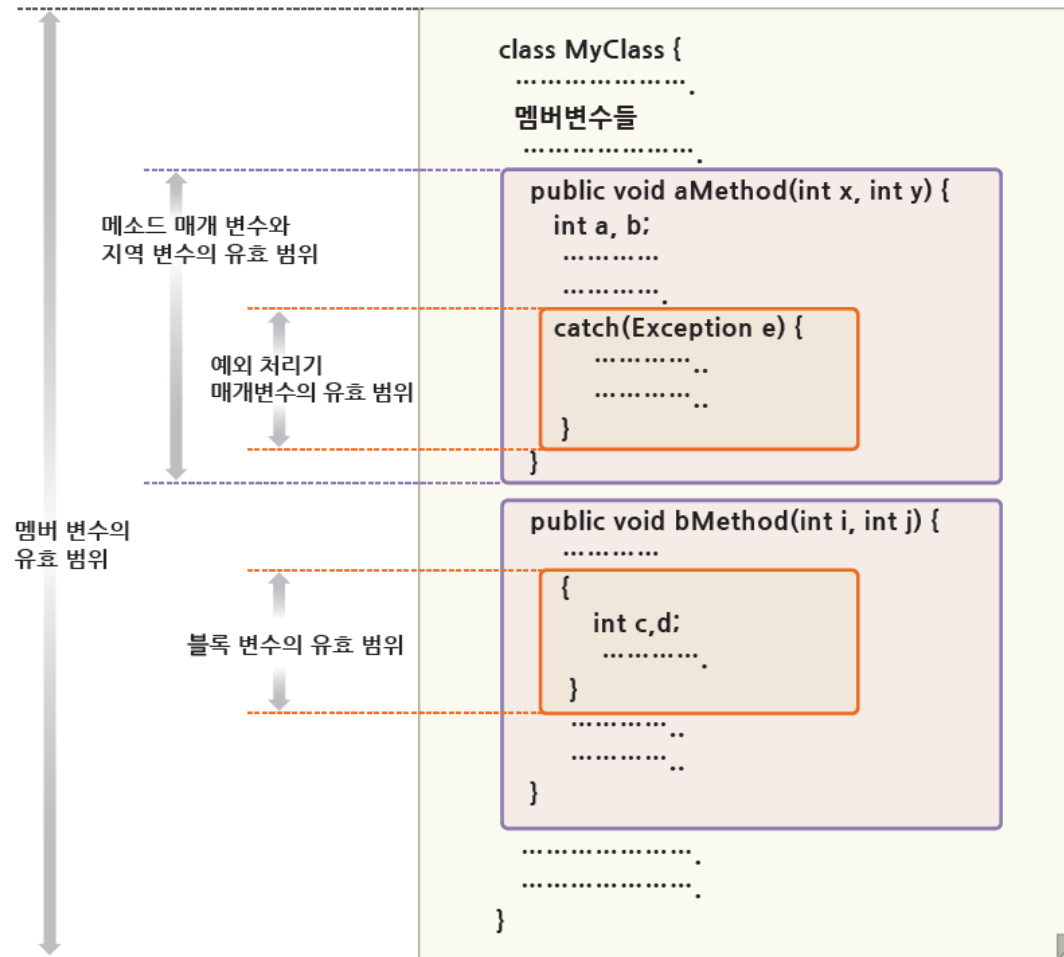 class MyClass {
…………………. 
멤버변수들
………………….
public void aMethod(int x, int y) {
메소드 매개 변수와
지역 변수의 유효 범위
int a, b;
…………
………….
catch(Exception e) {
예외 처리기
매개변수의 유효 범위
…………..
…………..
}
}
멤버 변수의
유효 범위
public void bMethod(int i, int j) {
…………
{
int c,d;
블록 변수의 유효 범위
………….
}
…………..
…………..
}
………………….
………………….
}